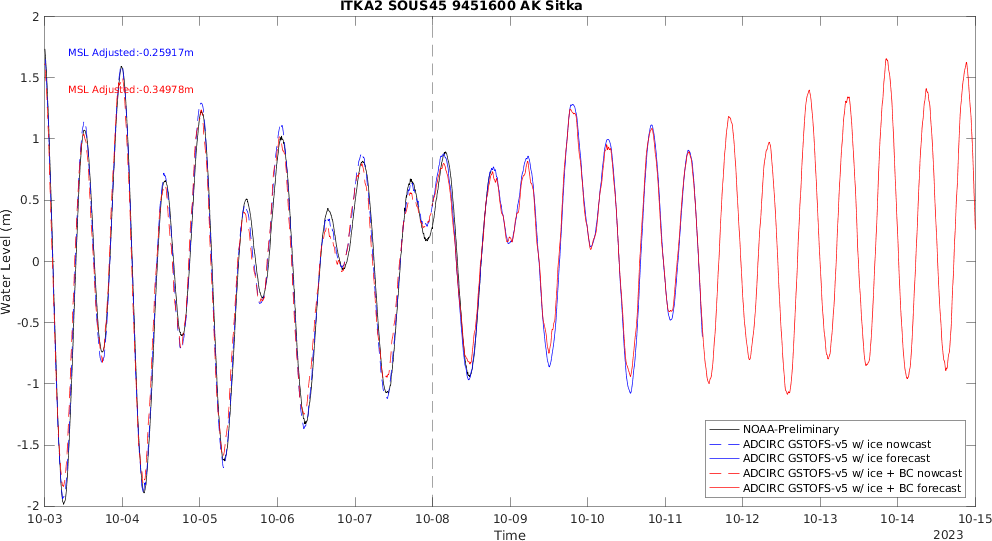 ITKA2 SOUS45 9451600 AK Sitka
MSL Adjusted:-0.25917m
MSL Adjusted:-0.34978m
Water Level (m)
2
1.5
1
0.5
0
-0.5
-1
-1.5
-2
NOAA-Preliminary
ADCIRC GSTOFS-v5 w/ ice nowcast
ADCIRC GSTOFS-v5 w/ ice forecast
ADCIRC GSTOFS-v5 w/ ice + BC nowcast
ADCIRC GSTOFS-v5 w/ ice + BC forecast
10-03 10-04 10-05 10-06 10-07 10-08 10-09 10-10 10-11 10-12 10-13 10-14 10-15
Time
2023